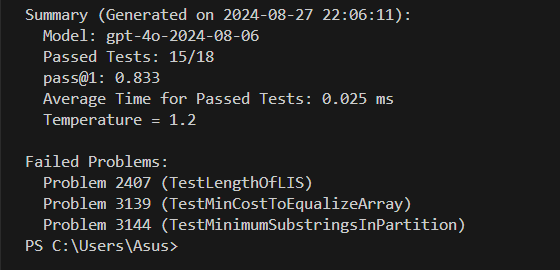 Summary (Generated on 2024-08-27 22:06:11):
Model: gpt-4o-2024-08-06
Passed Tests: 15/18
pass@1: 0.833
Average Time for Passed Tests: 0.025 ms
Temperature = 1.2
Failed Problems:
Problem 2407 (TestLengthOfLIS)
Problem 3139 (TestMinCostToEqualizeArray)
Problem 3144 (TestMinimumSubstringsInPartition)
PS C:\Users\Asus>